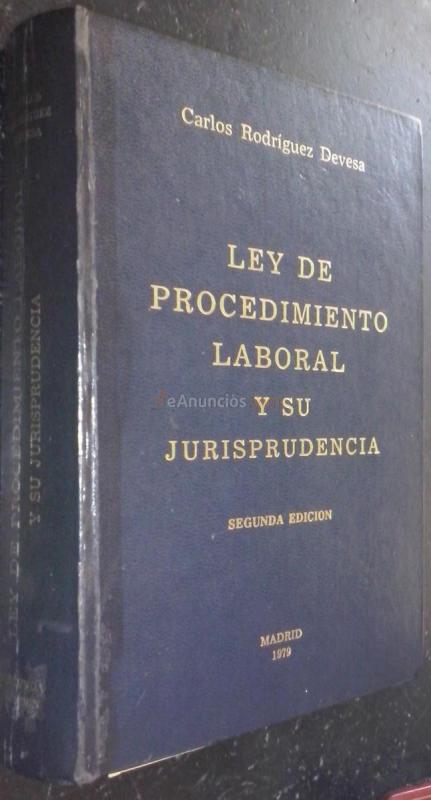 Carlos Rodríguez Devesa
LEY DE
PROCEDIMIENTO
LABORAL
Y SU
JURISPRUDENCIA
SEGUNDA EDICION
MADRID
1979
LEY DE PROCEDIMIENTO LABORAL
Y SU JURISPRUDENCIA
eAnuncios